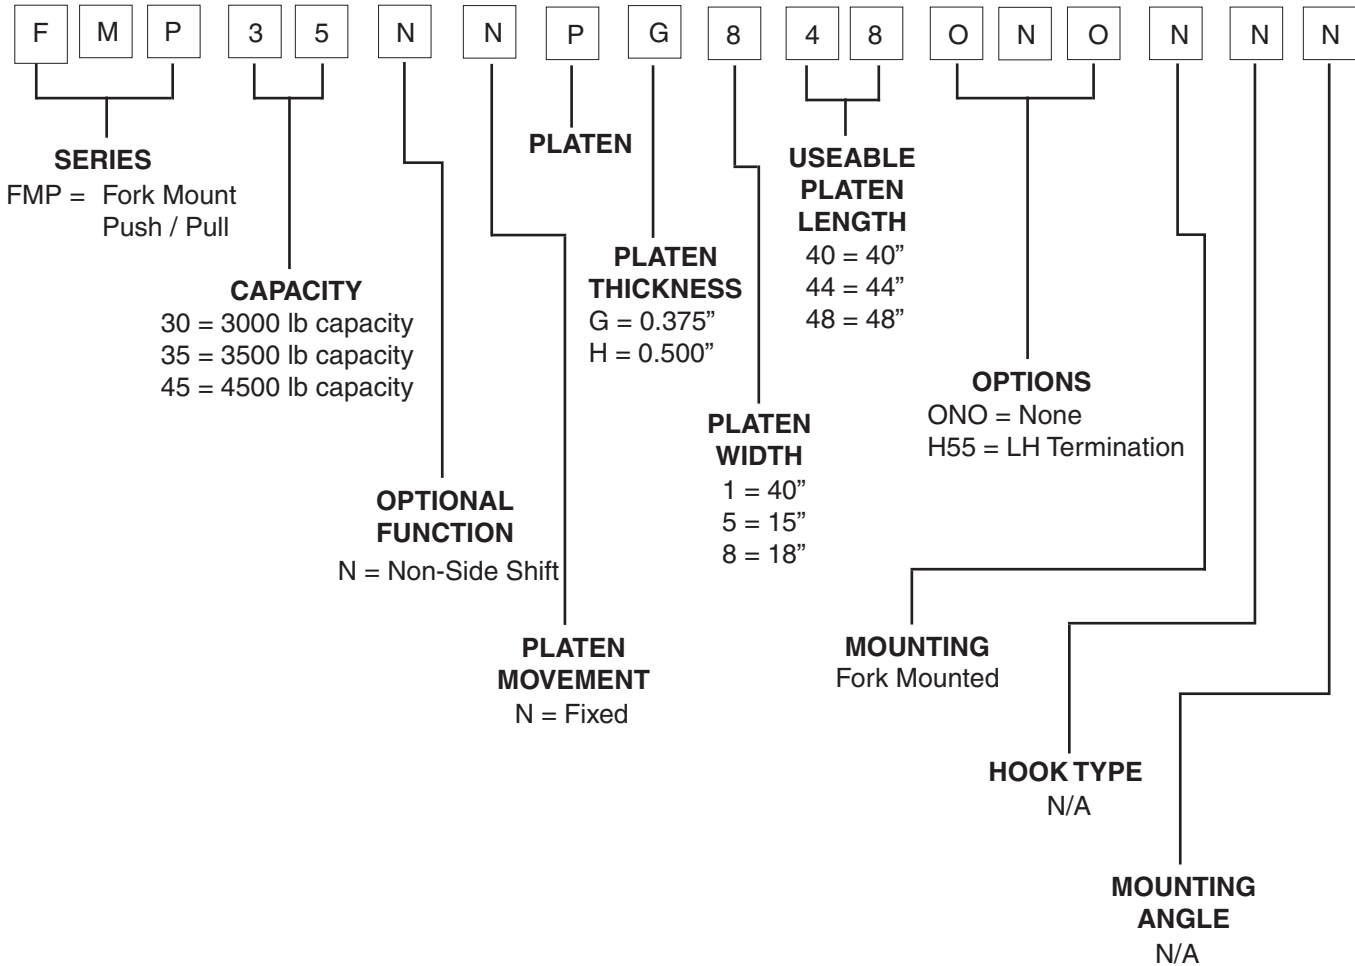 F M P 3 5 N N P G 8 4 8 O N O N N N
SERIES
FMP = Fork Mount
Push / Pull
CAPACITY
30 = 3000 lb capacity
35 = 3500 lb capacity
45 = 4500 lb capacity
OPTIONAL
FUNCTION
N = Non-Side Shift
PLATEN
MOVEMENT
N = Fixed
PLATEN
PLATEN
THICKNESS
G = 0.375”
H = 0.500”
PLATEN
WIDTH
1 = 40”
5 = 15”
8 = 18”
USEABLE
PLATEN
LENGTH
40 = 40”
44 = 44”
48 = 48”
OPTIONS
ONO = None
H55 = LH Termination
MOUNTING
Fork Mounted
HOOK TYPE
N/A
MOUNTING
ANGLE
N/A